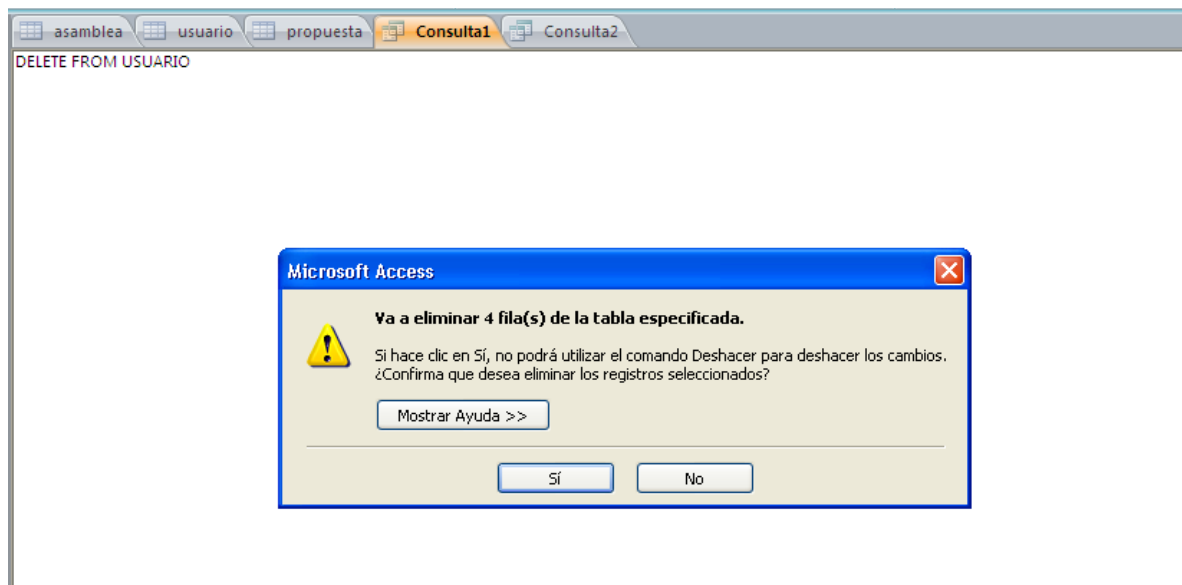 asamblea usuario propuesta Consulta1 Consulta2
DELETE FROM USUARIO
Microsoft Access
Va a eliminar 4 fila(s) de la tabla especificada.
Si hace clic en Sí, no podrá utilizar el comando Deshacer para deshacer los cambios.
¿Confirma que desea eliminar los registros seleccionados?
Mostrar Ayuda >>
Sí No